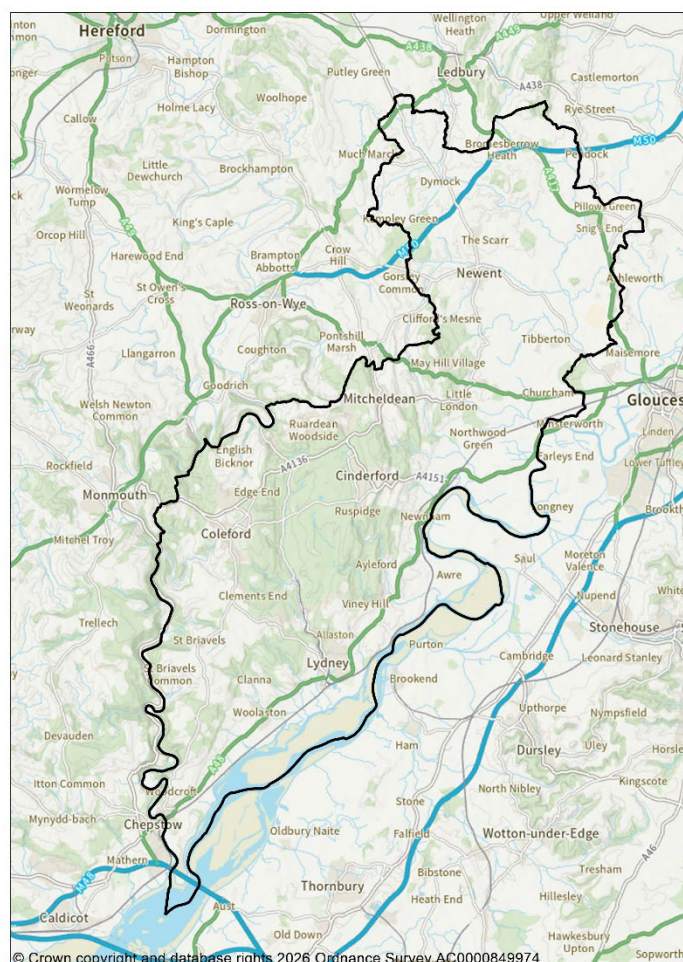 Hereford
Dormington
Wellington
Heath
Upper Welland
A438
A449
Putson
Hampton
Bishop
Putley Green
Ledbury
A438
Castlemorton
Woolhope
Callow
Holme Lacy
Rye Street
M50
Bromesberrow
Heath
Pendock
Little
Dewchurch
Brockhampton
Dymock
A417
Wormelow
Tump
A49
King's Caple
Kempley Green
Pillows Green
Snig's End
Orcop Hill
Harewood End
Brampton
Abbotts
Crow
Hill
M50
The Scarr
St
Weonards
St Owen's
Cross
Gorsley
Common
Newent
Ashleworth
A466
Ross-on-Wye
Clifford's Mesne
Llangarron
Coughton
Pontshill
Marsh
Tibberton
Maisemore
Goodrich
May Hill Village
Welsh Newton
Common
Mitcheldean
Little
London
Churcham
Ruardean
Woodside
Northwood
Green
Minsterworth
Linden
Rockfield
English
Bicknor
A4136
Farleys End
Lower Tuffley
Monmouth
Edge End
Cinderford
A4151
Longney
Mitchel Troy
Coleford
Ruspidge
Newnham
Saul
Moreton
Valence
Ayleford
Awre
Nupend
Clements End
Viney Hill
Stonehouse
Trellech
St Briavels
Allaston
Purton
Cambridge
Leonard Stanley
Briavels
Common
Lydney
Clanna
Brookend
Woolaston
Upthorpe
Nympsfield
Devauden
A48
Ham
Dursley
Uley
Itton Common
Woodcroft
Stone
North Nibley
Kingscote
Mynydd-bach
Chepstow
Oldbury Naite
Falfield
Wotton-under-Edge
A46
Mathern
M48
Bibstone
Tresham
Thornbury
Caldicot
Aust
Heath End
Hillesley
Old Down
Hawkesbury
Upton
© Crown copyright and database rights 2026 Ordnance Survey AC0000849974